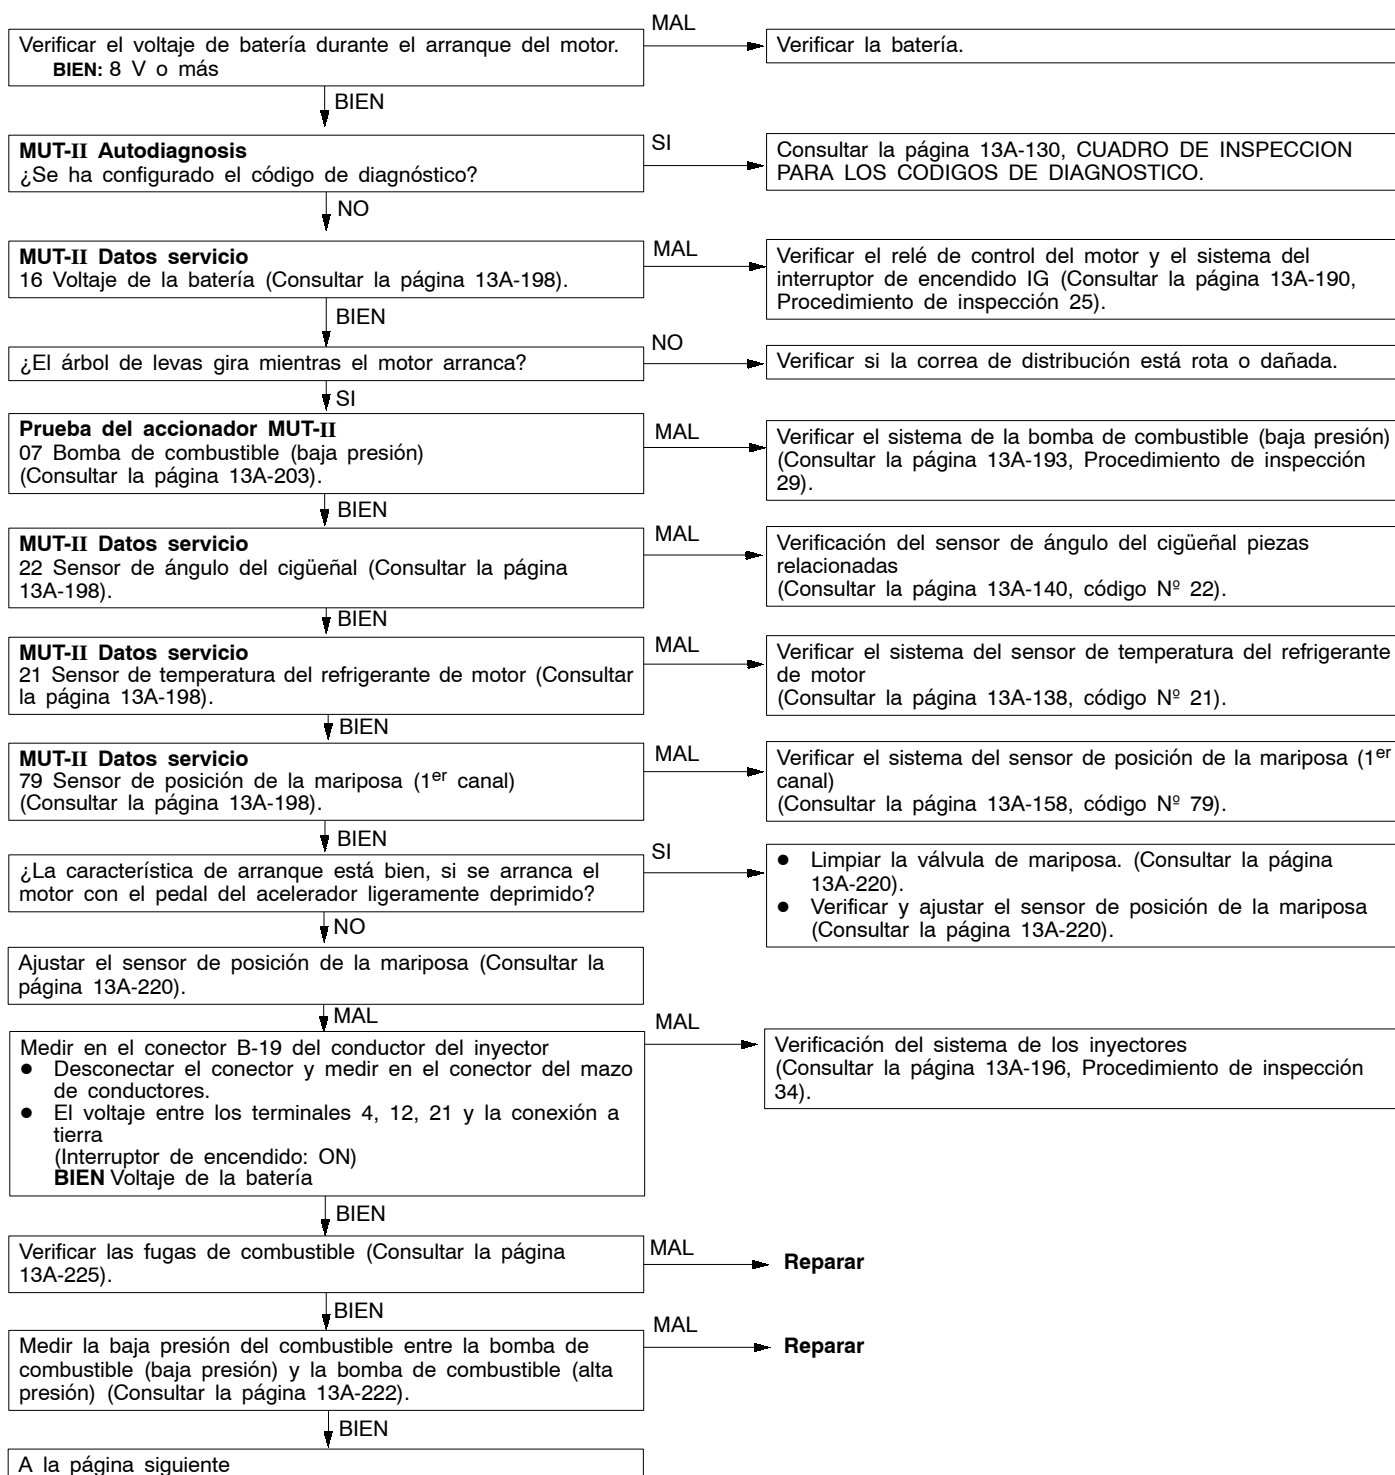 MAL
Verificar el voltaje de batería durante el arranque del motor.
BIEN: 8 V o más
Verificar la batería.
BIEN
MUT-II Autodiagnosis
¿Se ha configurado el código de diagnóstico?
SI
Consultar la página 13A-130, CUADRO DE INSPECCION
PARA LOS CODIGOS DE DIAGNOSTICO.
NO
MUT-II Datos servicio
16 Voltaje de la batería (Consultar la página 13A-198).
MAL
Verificar el relé de control del motor y el sistema del
interruptor de encendido IG (Consultar la página 13A-190,
Procedimiento de inspección 25).
BIEN
¿El árbol de levas gira mientras el motor arranca?
NO
Verificar si la correa de distribución está rota o dañada.
SI
Prueba del accionador MUT-II
07 Bomba de combustible (baja presión)
(Consultar la página 13A-203).
MAL
Verificar el sistema de la bomba de combustible (baja presión)
(Consultar la página 13A-193, Procedimiento de inspección
29).
BIEN
MUT-II Datos servicio
22 Sensor de ángulo del cigüeñal (Consultar la página
13A-198).
MAL
Verificación del sensor de ángulo del cigüeñal piezas
relacionadas
(Consultar la página 13A-140, código Nº 22).
BIEN
MUT-II Datos servicio
21 Sensor de temperatura del refrigerante de motor (Consultar
la página 13A-198).
MAL
Verificar el sistema del sensor de temperatura del refrigerante
de motor
(Consultar la página 13A-138, código Nº 21).
BIEN
MUT-II Datos servicio
79 Sensor de posición de la mariposa (1er canal)
(Consultar la página 13A-198).
MAL
Verificar el sistema del sensor de posición de la mariposa (1er
canal)
(Consultar la página 13A-158, código Nº 79).
BIEN
¿La característica de arranque está bien, si se arranca el
motor con el pedal del acelerador ligeramente deprimido?
SI
● Limpiar la válvula de mariposa. (Consultar la página
13A-220).
● Verificar y ajustar el sensor de posición de la mariposa
(Consultar la página 13A-220).
NO
Ajustar el sensor de posición de la mariposa (Consultar la
página 13A-220).
MAL
Medir en el conector B-19 del conductor del inyector
● Desconectar el conector y medir en el conector del mazo
de conductores.
● El voltaje entre los terminales 4, 12, 21 y la conexión a
tierra
(Interruptor de encendido: ON)
BIEN Voltaje de la batería
MAL
Verificación del sistema de los inyectores
(Consultar la página 13A-196, Procedimiento de inspección
34).
BIEN
Verificar las fugas de combustible (Consultar la página
13A-225).
MAL
Reparar
BIEN
Medir la baja presión del combustible entre la bomba de
combustible (baja presión) y la bomba de combustible (alta
presión) (Consultar la página 13A-222).
MAL
Reparar
BIEN
A la página siguiente